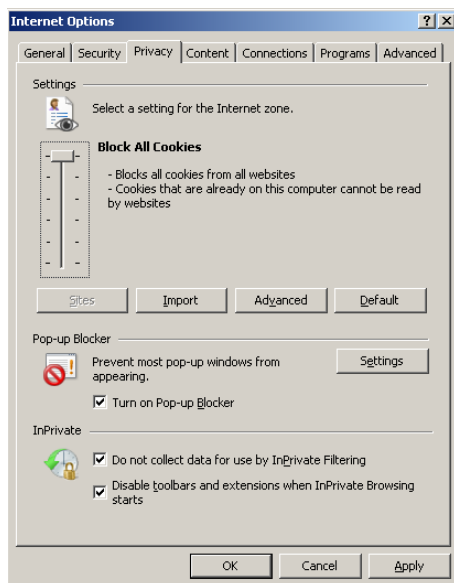 Internet Options
General Security Privacy Content Connections Programs Advanced
Settings
Select a setting for the Internet zone.
Block All Cookies
- Blocks all cookies from all websites
- Cookies that are already on this computer cannot be read
by websites
Sites Import Advanced Default
Pop-up Blocker
Prevent most pop-up windows from
appearing.
Settings
Turn on Pop-up Blocker
InPrivate
Do not collect data for use by InPrivate Filtering
Disable toolbars and extensions when InPrivate Browsing
starts
OK Cancel Apply